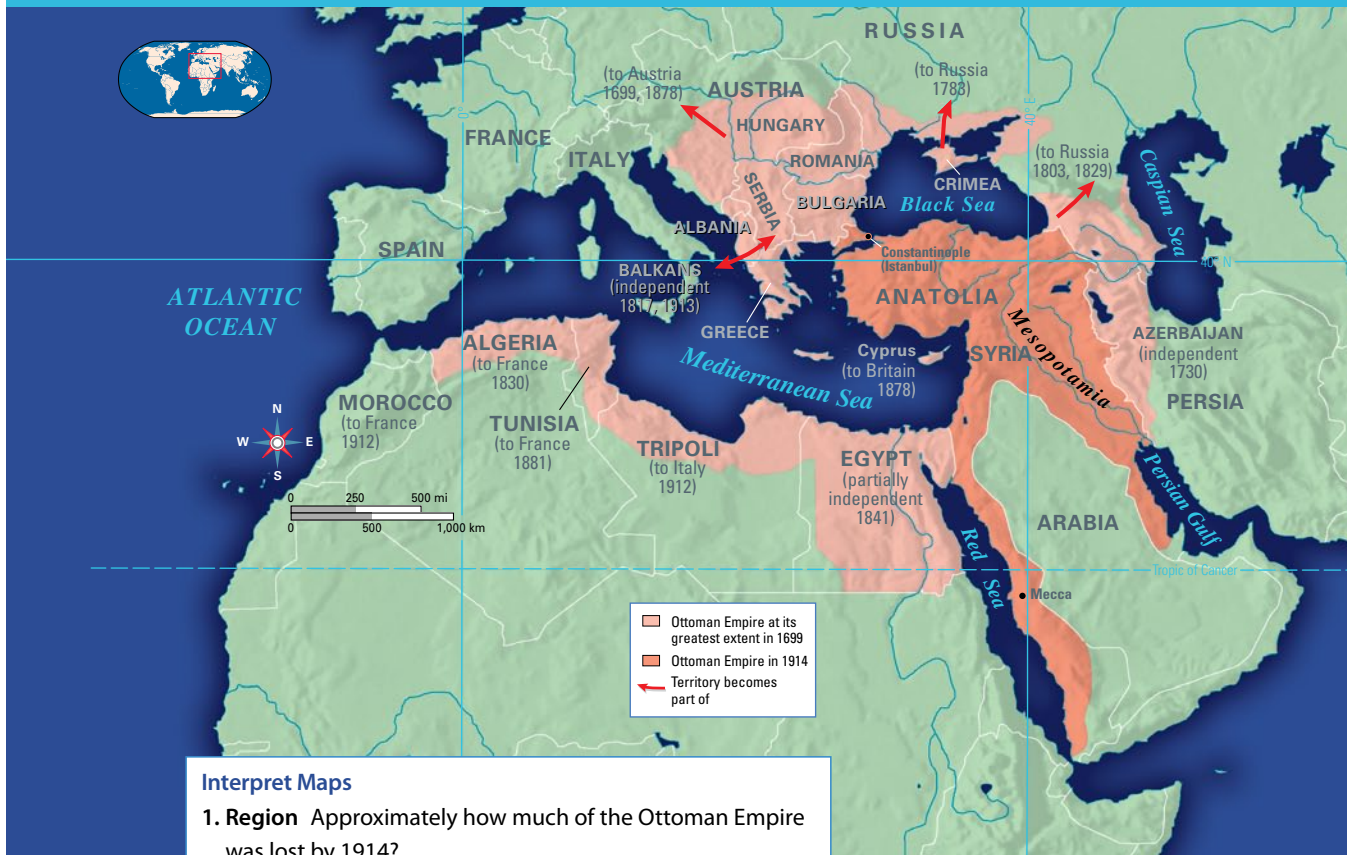 RUSSIA
(to Austria
1699, 1878)
AUSTRIA
(to Russia
1783)
40° E
0°
FRANCE
HUNGARY
ITALY
ROMANIA
(to Russia
1803, 1829)
CRIMEA
Caspian Sea
SERBIA
BULGARIA
Black Sea
SPAIN
ALBANIA
Constantinople
(Istanbul)
40° N
BALKANS
(independent
1817, 1913)
ATLANTIC
OCEAN
ANATOLIA
GREECE
Mesopotamia
AZERBAIJAN
(independent
1730)
ALGERIA
(to France
1830)
Cyprus
(to Britain
1878)
SYRIA
Mediterranean Sea
MOROCCO
(to France
1912)
PERSIA
N
W E
S
TUNISIA
(to France
1881)
TRIPOLI
(to Italy
1912)
EGYPT
(partially
independent
1841)
Persian Gulf
0 250 500 mi
0 500 1,000 km
ARABIA
Red Sea
Tropic of Cancer
Mecca
Ottoman Empire at its
greatest extent in 1699
Ottoman Empire in 1914
Territory becomes
part of
Interpret Maps
1. Region Approximately how much of the Ottoman Empire
was lost by 1914?